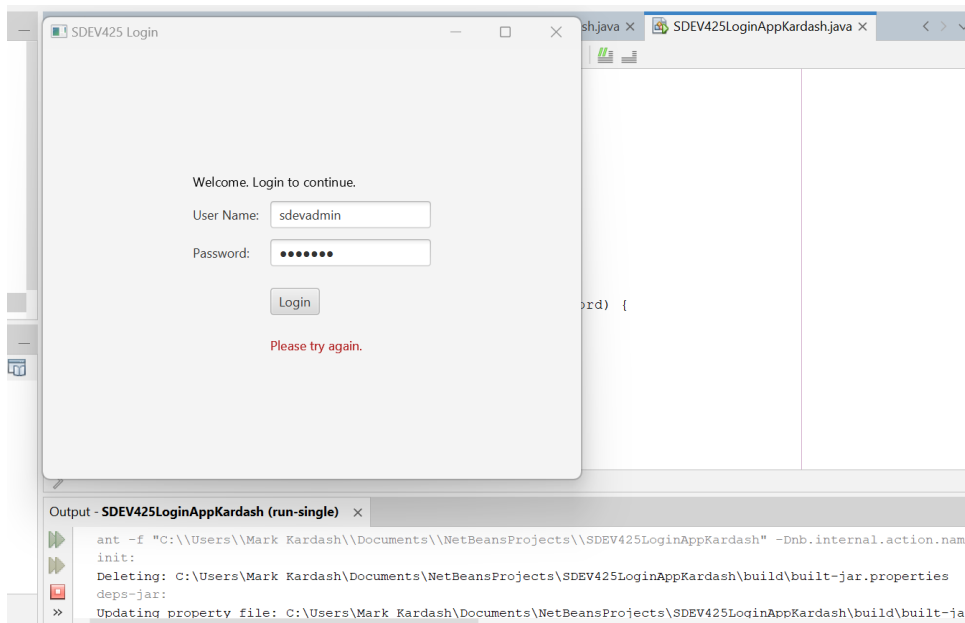 SDEV425 Login
sh.java
SDEV425LoginAppKardash.java
Welcome. Login to continue.
User Name:
sdevadmin
Password:
●●●●●●●
Login
ord) {
Please try again.
Output - SDEV425LoginAppKardash (run-single)
ant -f "C:\\Users\\Mark Kardash\\Documents\\NetBeansProjects\\SDEV425LoginAppKardash" -Dnb.internal.action.nam
init:
Deleting: C:\Users\Mark Kardash\Documents\NetBeansProjects\SDEV425LoginAppKardash\build\built-jar.properties
deps-jar:
Updating property file: C:\Users\Mark Kardash\Documents\NetBeansProjects\SDEV425LoginAppKardash\build\built-ja